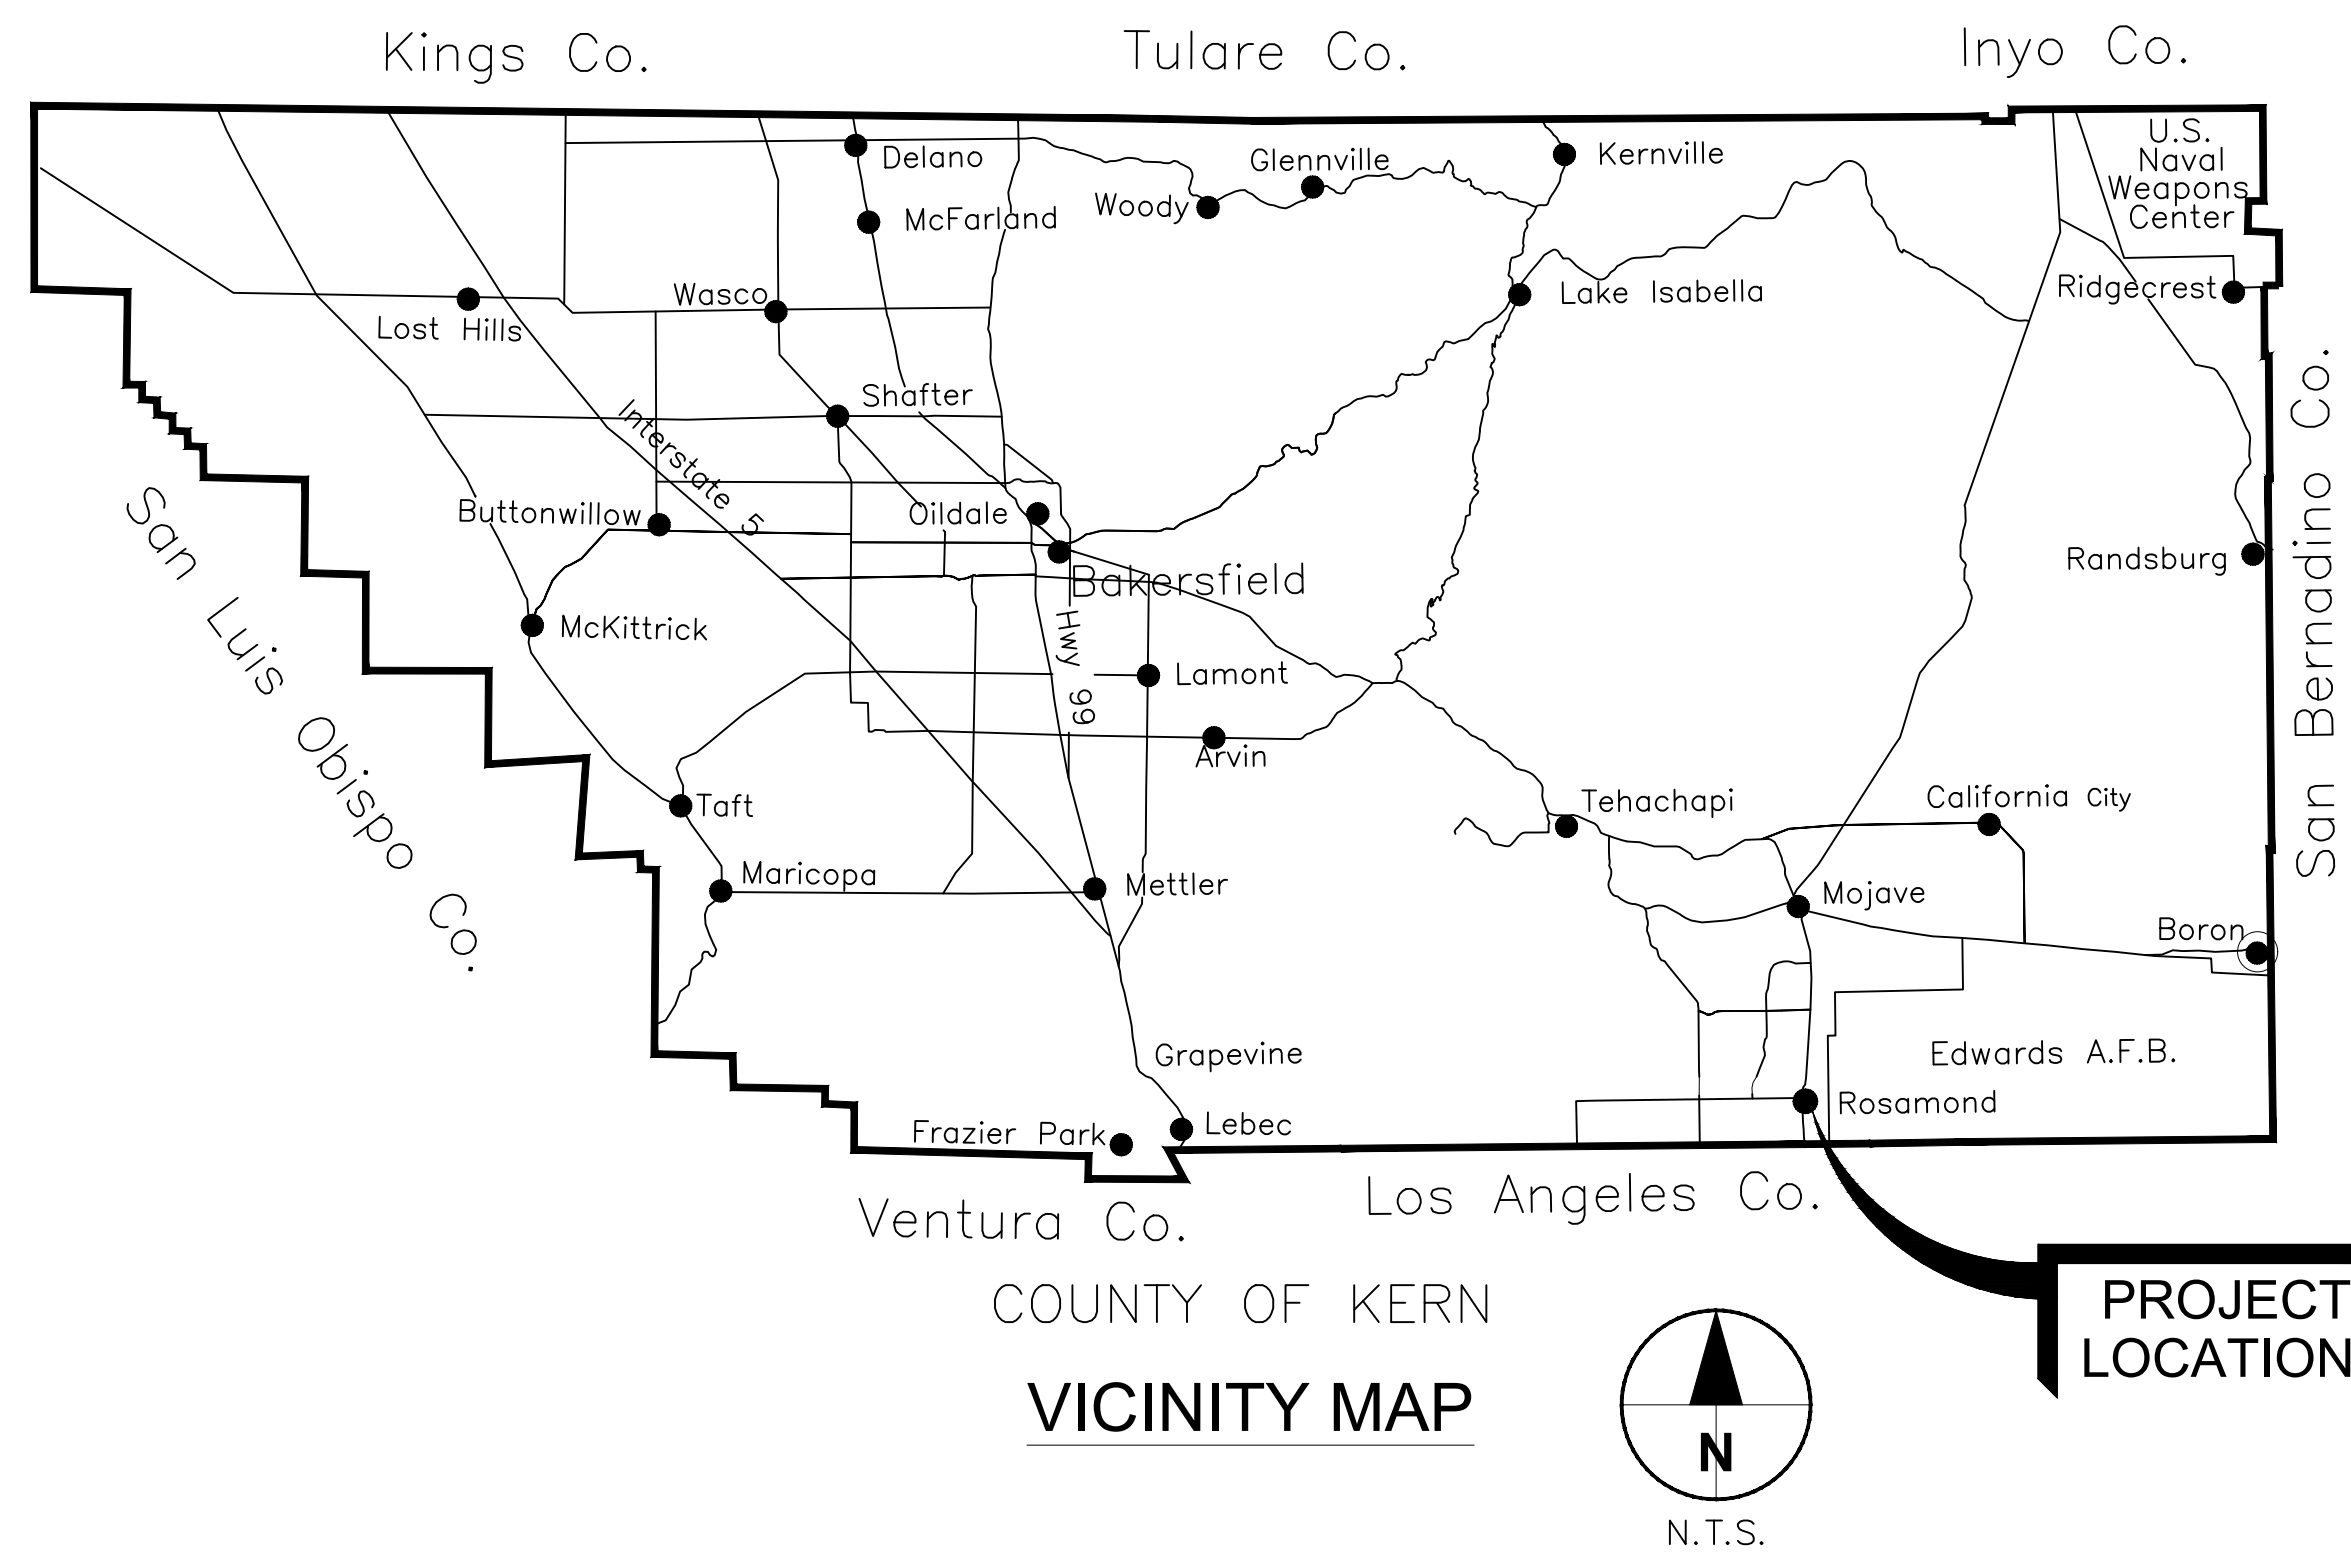 Kings Co.
Tulare Co.
Inyo Co.
U.S.
Naval
Weapons
Center
Delano
Glennville
Kernville
McFarland
Woody
Wasco
Lake Isabella
Ridgecrest
Lost Hills
Shafter
Interstate 5
San Bernadino Co.
Buttonwillow
Oildale
San Luis Obispo Co.
Bakersfield
Randsburg
McKittrick
Hwy 99
Lamont
Arvin
Taft
Tehachapi
California City
Maricopa
Mettler
Mojave
Boron
Grapevine
Edwards A.F.B.
Rosamond
Frazier Park
Lebec
Los Angeles Co.
Ventura Co.
COUNTY OF KERN
PROJECT
LOCATION
VICINITY MAP
N
N.T.S.